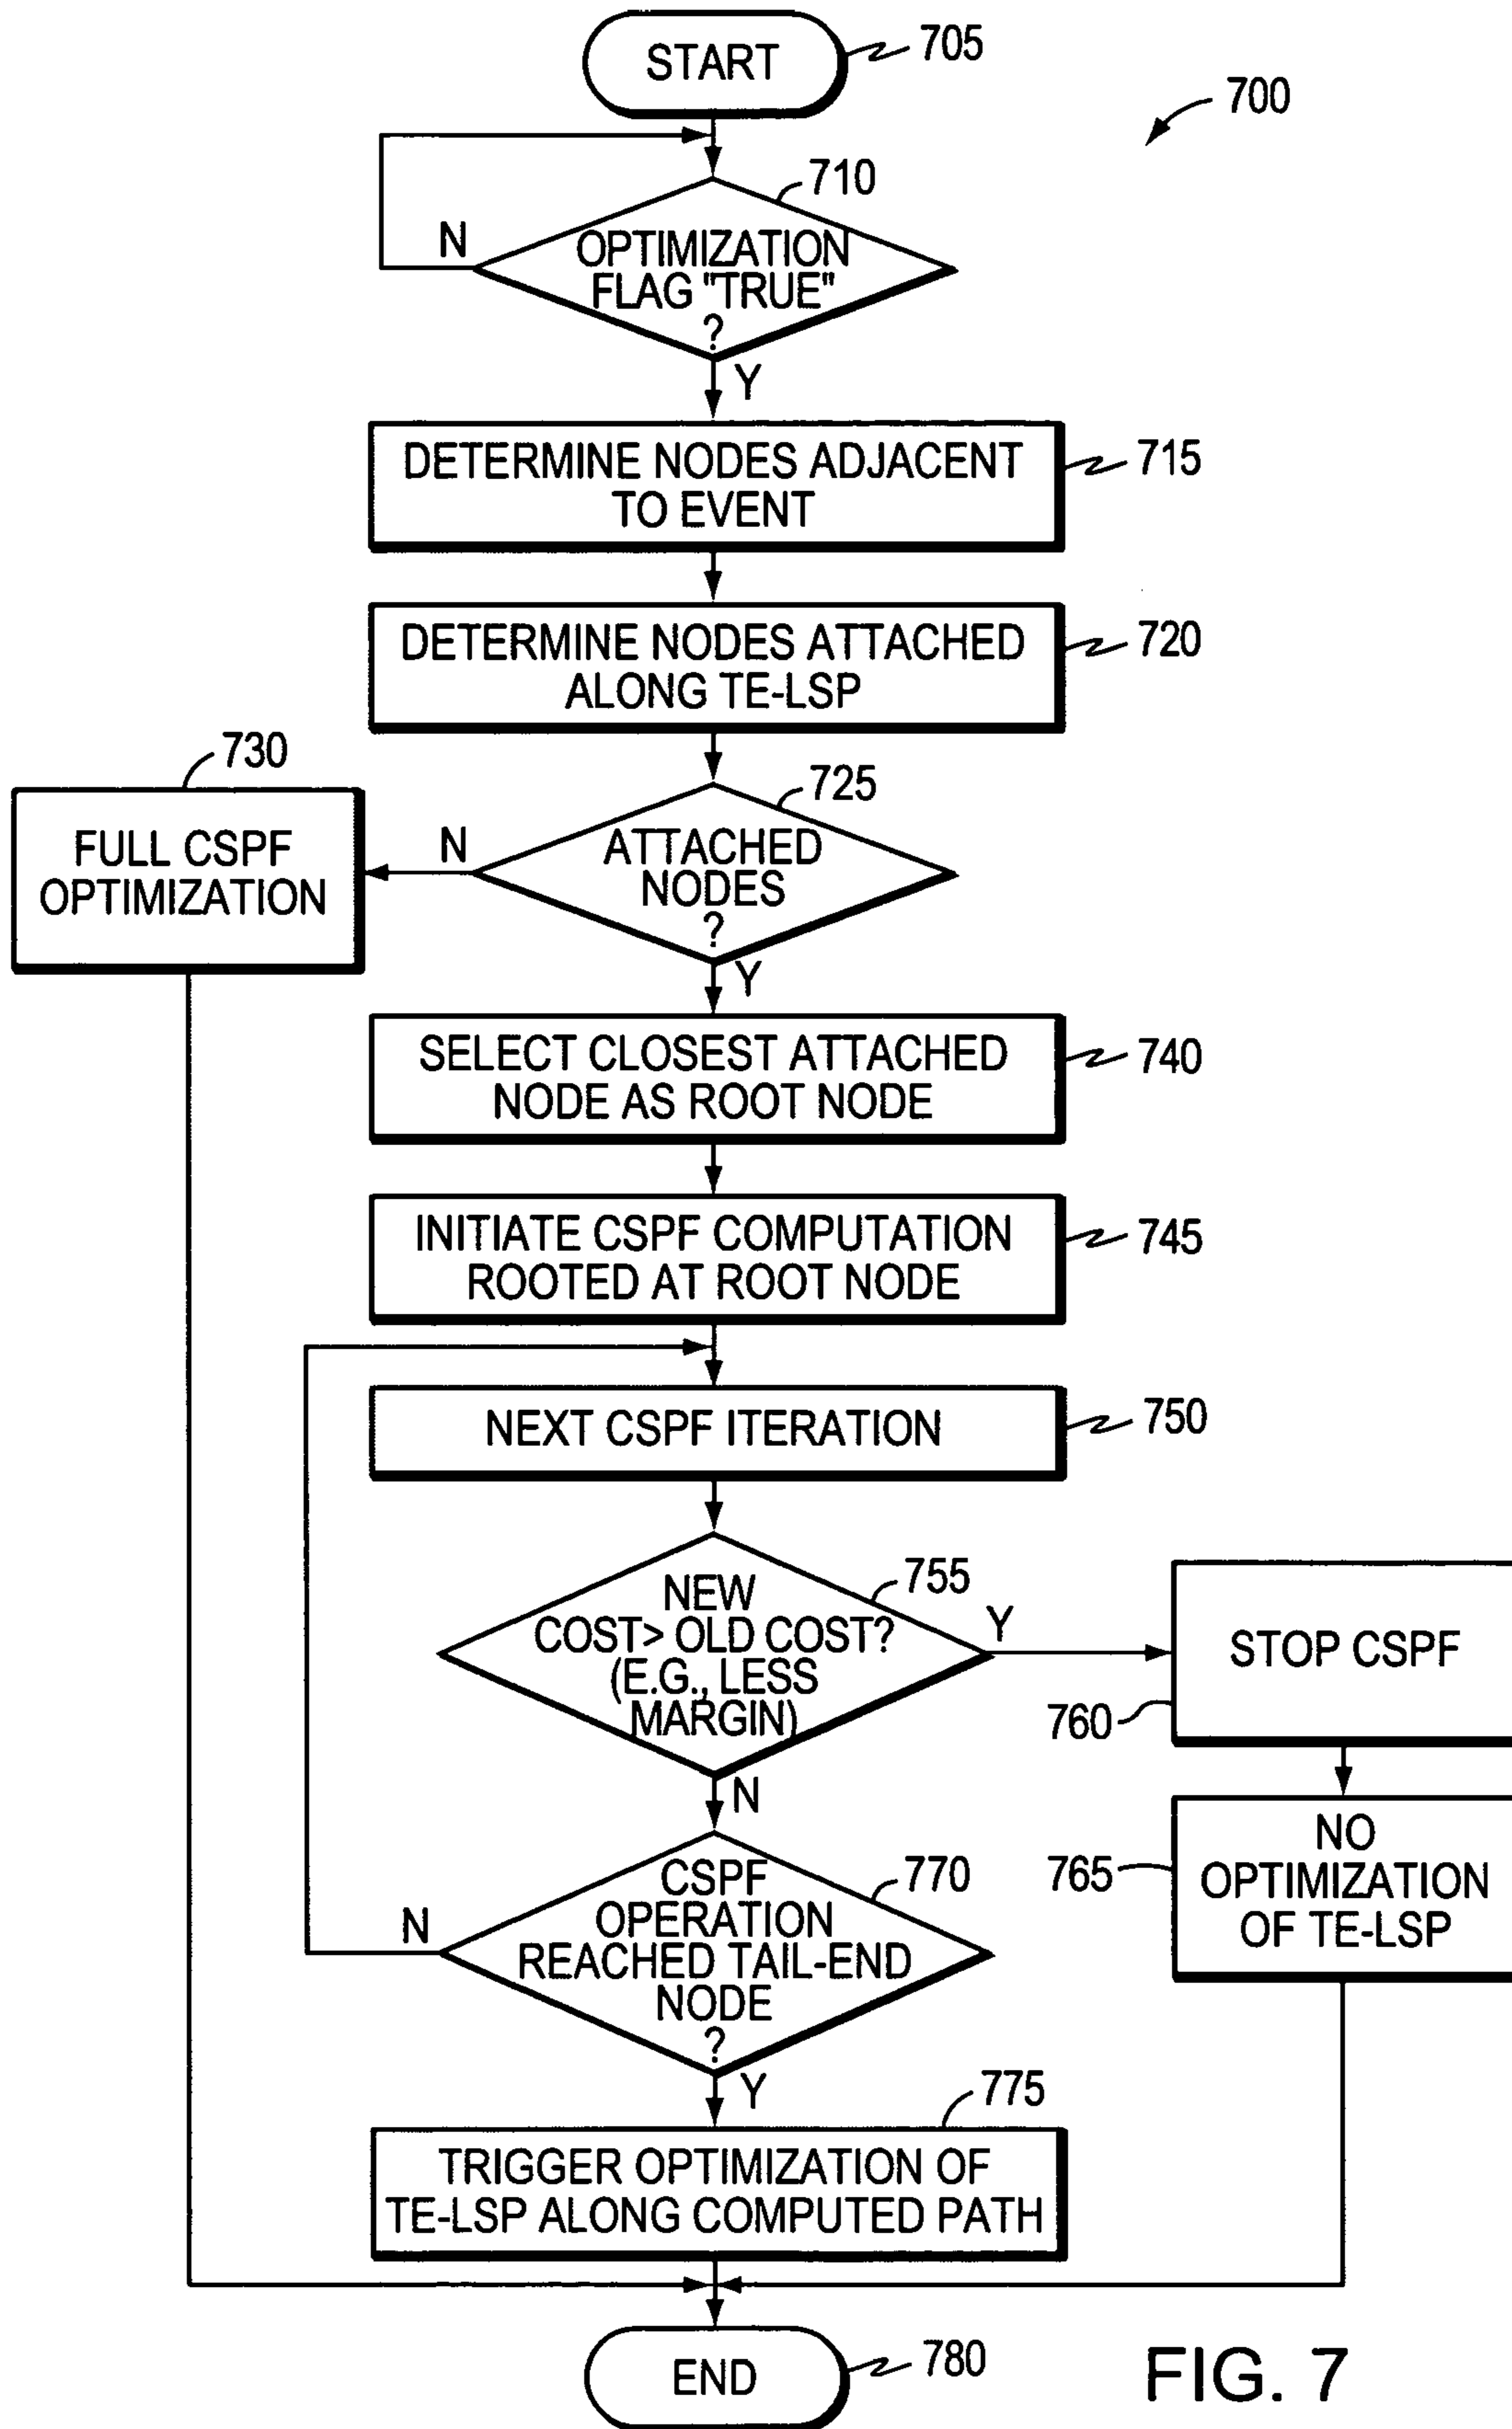 START
705
700
710
N
OPTIMIZATION
FLAG "TRUE"
?
Y
DETERMINE NODES ADJACENT
TO EVENT
715
DETERMINE NODES ATTACHED
ALONG TE-LSP
720
730
725
FULL CSPF
OPTIMIZATION
N
ATTACHED
NODES
?
Y
SELECT CLOSEST ATTACHED
NODE AS ROOT NODE
740
INITIATE CSPF COMPUTATION
ROOTED AT ROOT NODE
745
NEXT CSPF ITERATION
750
755
NEW
COST> OLD COST?
(E.G., LESS
MARGIN)
Y
STOP CSPF
760
N
770
CSPF
OPERATION
REACHED TAIL-END
NODE
?
N
765
NO
OPTIMIZATION
OF TE-LSP
Y
775
TRIGGER OPTIMIZATION OF
TE-LSP ALONG COMPUTED PATH
END
780
FIG. 7